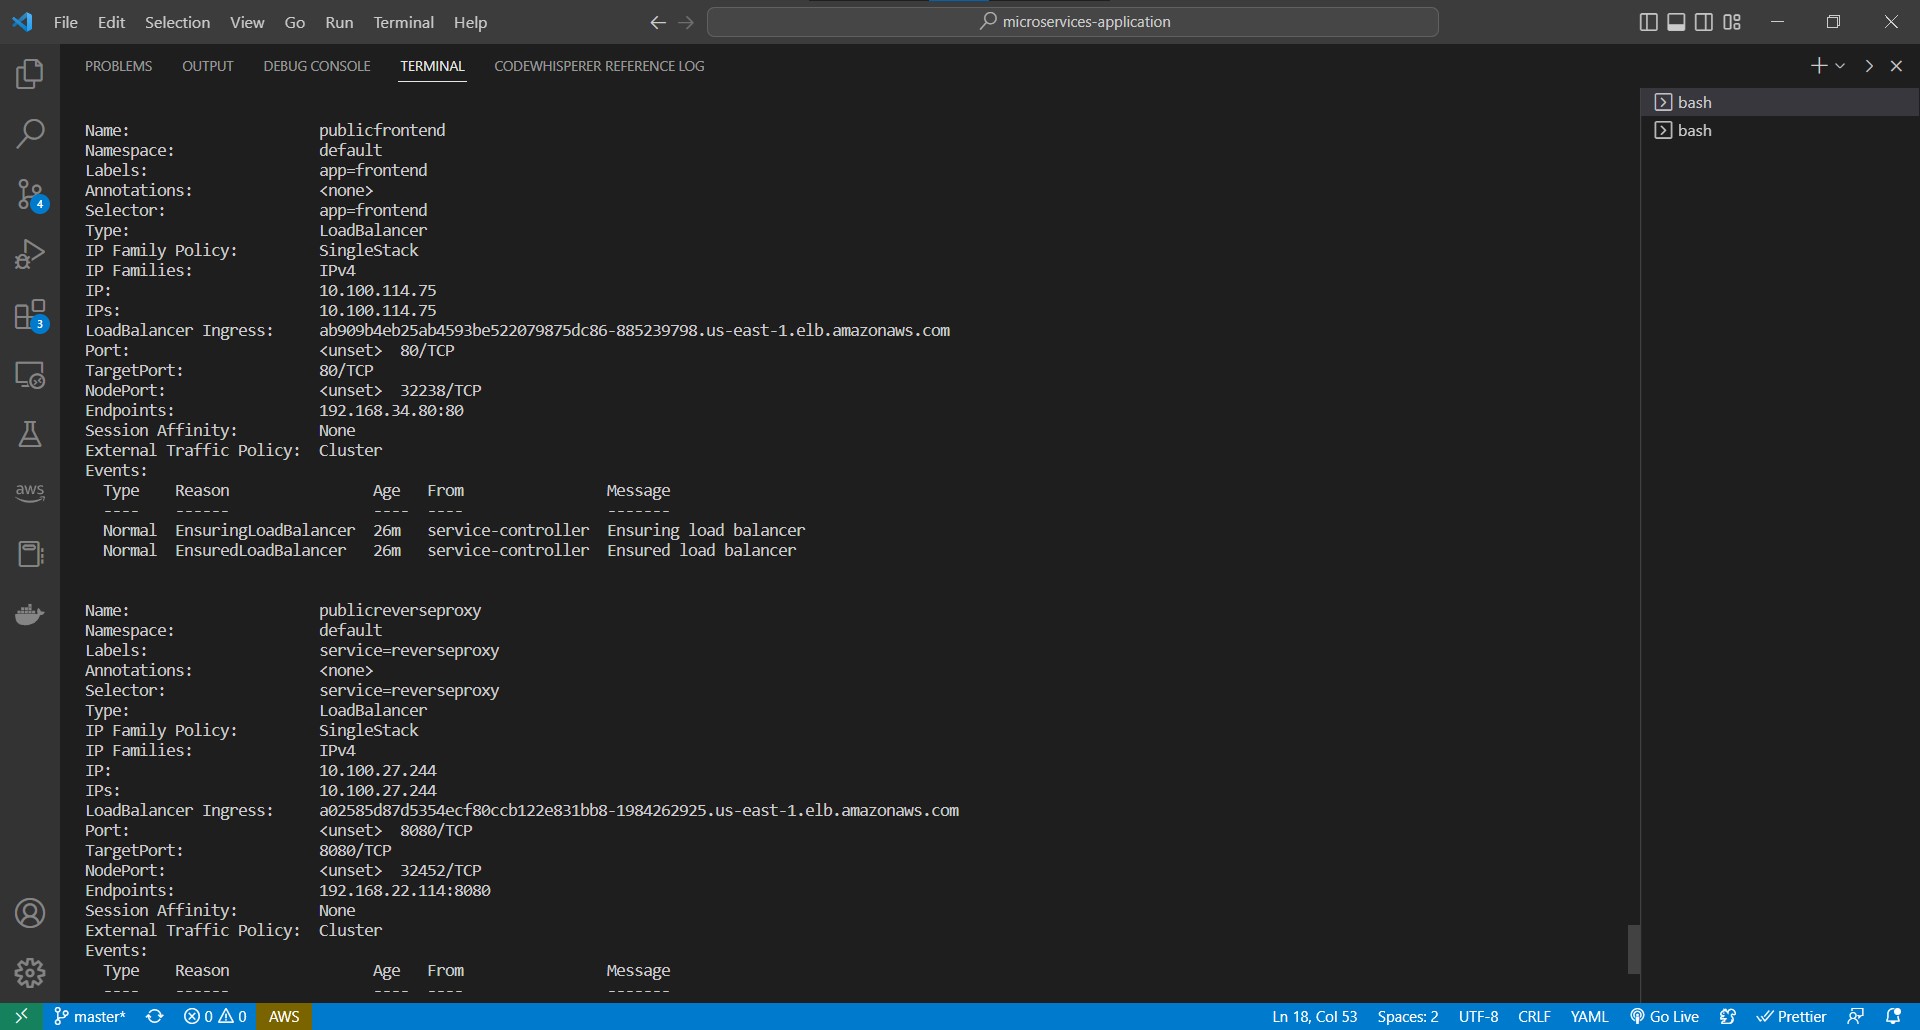 File Edit Selection View Go Run Terminal Help microservices-application
PROBLEMS OUTPUT DEBUG CONSOLE TERMINAL CODEWHISPERER REFERENCE LOG
bash
bash
4
3
aws
Name: publicfrontend
Namespace: default
Labels: app=frontend
Annotations: <none>
Selector: app=frontend
Type: LoadBalancer
IP Family Policy: SingleStack
IP Families: IPv4
IP: 10.100.114.75
IPs: 10.100.114.75
LoadBalancer Ingress: ab909b4eb25ab4593be522079875dc86-885239798.us-east-1.elb.amazonaws.com
Port: <unset> 80/TCP
TargetPort: 80/TCP
NodePort: <unset> 32238/TCP
Endpoints: 192.168.34.80:80
Session Affinity: None
External Traffic Policy: Cluster
Events:
Type Reason Age From Message
---- ------ ---- ---- -------
Normal EnsuringLoadBalancer 26m service-controller Ensuring load balancer
Normal EnsuredLoadBalancer 26m service-controller Ensured load balancer
Name: publicreverseproxy
Namespace: default
Labels: service=reverseproxy
Annotations: <none>
Selector: service=reverseproxy
Type: LoadBalancer
IP Family Policy: SingleStack
IP Families: IPv4
IP: 10.100.27.244
IPs: 10.100.27.244
LoadBalancer Ingress: a02585d87d5354ecf80ccb122e831bb8-1984262925.us-east-1.elb.amazonaws.com
Port: <unset> 8080/TCP
TargetPort: 8080/TCP
NodePort: <unset> 32452/TCP
Endpoints: 192.168.22.114:8080
Session Affinity: None
External Traffic Policy: Cluster
Events:
Type Reason Age From Message
---- ------ ---- ---- -------
master* 0 0 AWS Ln 18, Col 53 Spaces: 2 UTF-8 CRLF YAML Go Live Prettier